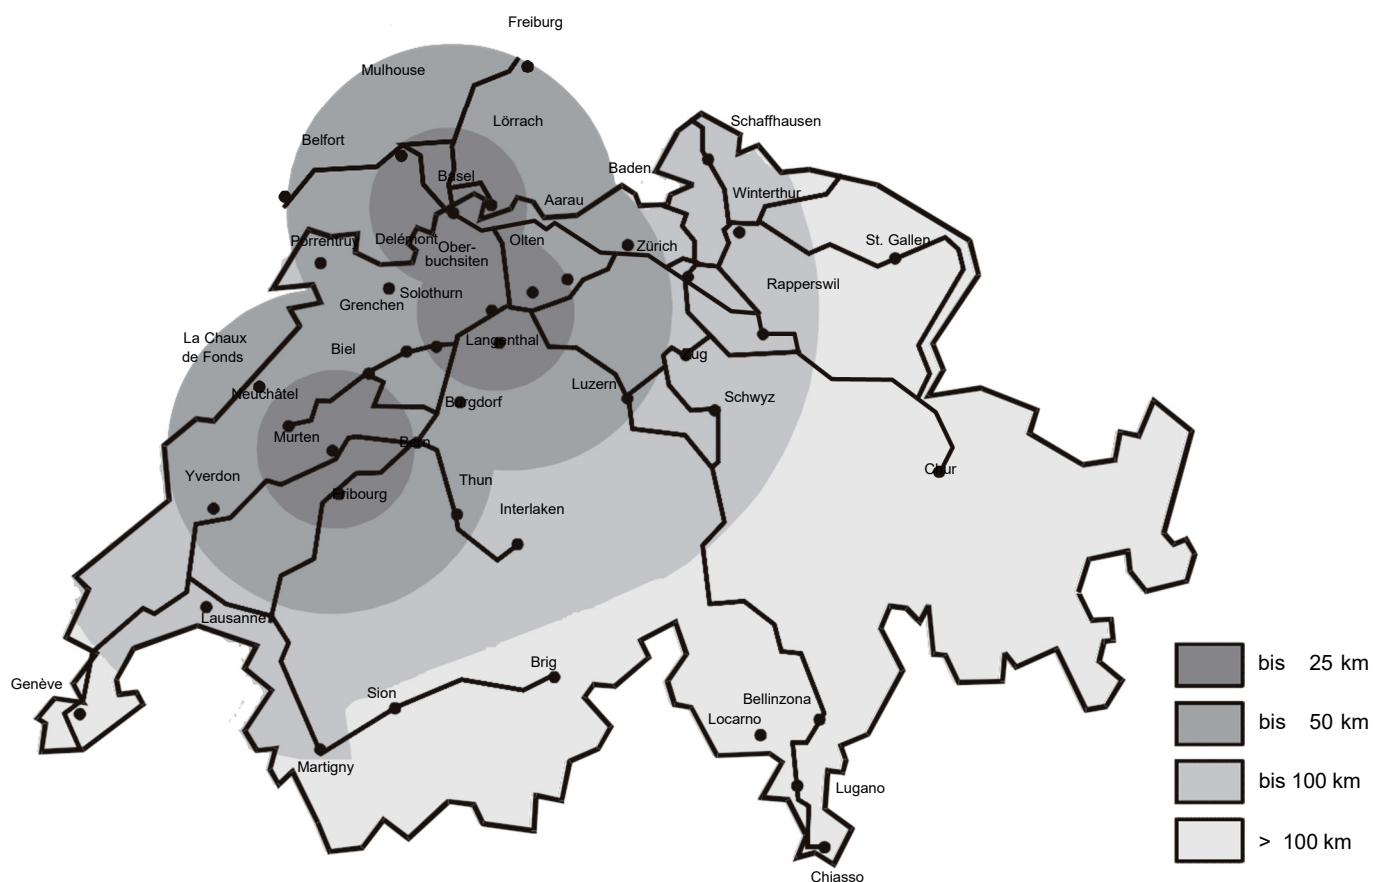 Freiburg
Mulhouse
Lörrach
Schaffhausen
Belfort
Baden
Basel
Winterthur
Aarau
Porrentruy
Delémont
Olten
Zürich
St. Gallen
Ober-
buchsiten
Rapperswil
Solothurn
Grenchen
La Chaux
de Fonds
Biel
Langenthal
Zug
Luzern
Neuchâtel
Burgdorf
Schwyz
Murten
Bern
Chur
Yverdon
Thun
Fribourg
Interlaken
Lausanne
Brig
bis 25 km
Genève
Sion
Bellinzona
Locarno
bis 50 km
Martigny
bis 100 km
Lugano
> 100 km
Chiasso